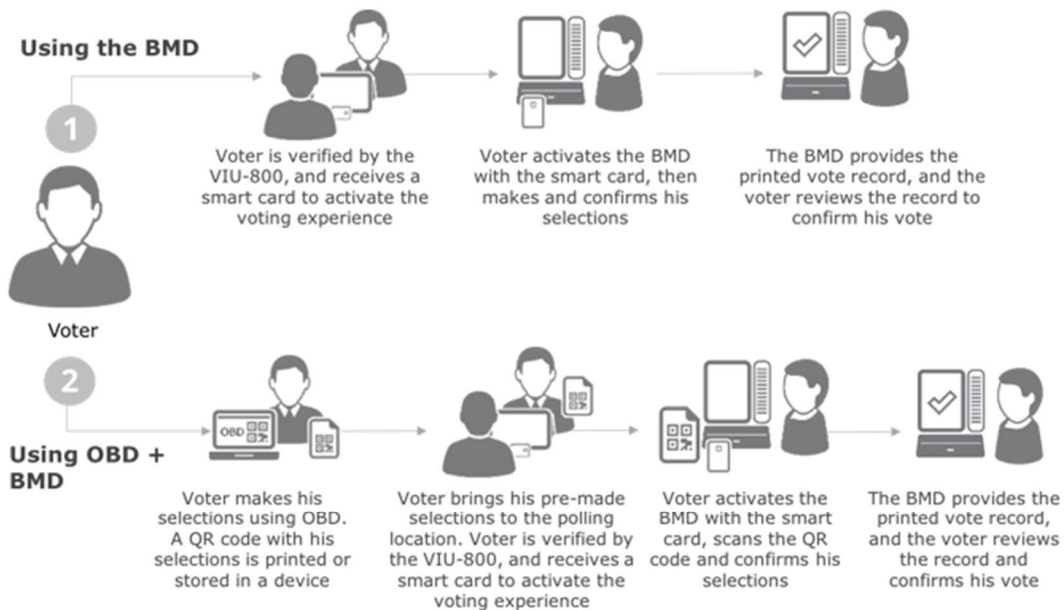 Using the BMD
1
Voter is verified by the
VIU-800, and receives a
smart card to activate the
voting experience
Voter activates the BMD
with the smart card, then
makes and confirms his
selections
The BMD provides the
printed vote record, and the
voter reviews the record to
confirm his vote
Voter
2
Using OBD +
BMD
OBD
Voter makes his
selections using OBD.
A QR code with his
selections is printed or
stored in a device
Voter brings his pre-made
selections to the polling
location. Voter is verified by
the VIU-800, and receives a
smart card to activate the
voting experience
Voter activates the
BMD with the smart
card, scans the QR
code and confirms his
selections
The BMD provides the
printed vote record,
and the voter reviews
the record and
confirms his vote